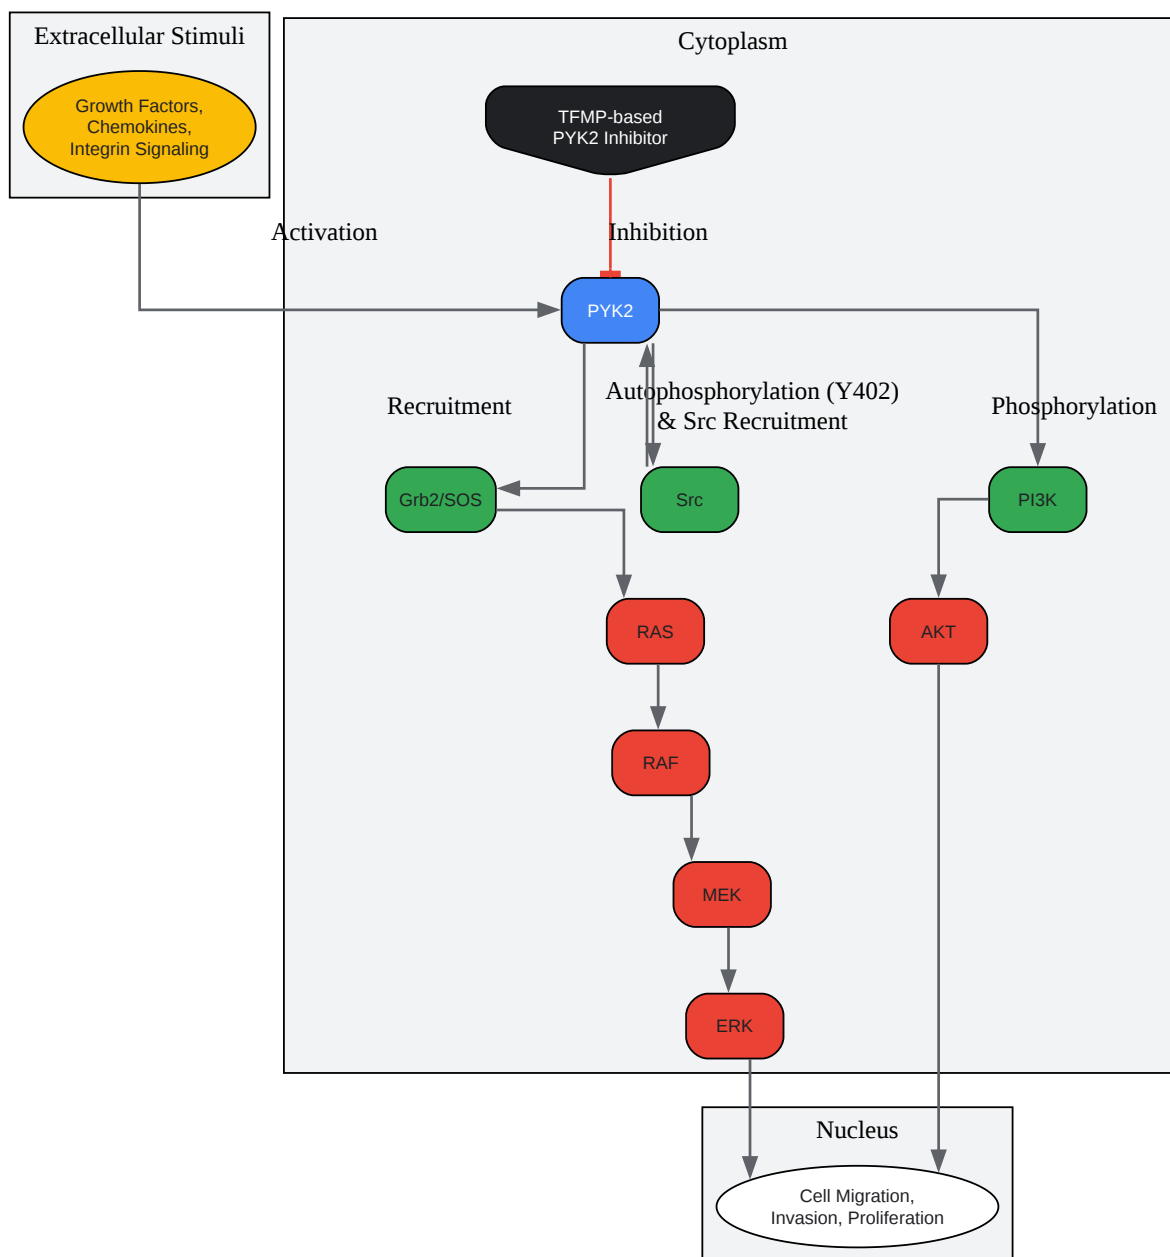 Extracellular Stimuli
Growth Factors,
Chemokines,
Integrin Signaling
Cytoplasm
TFMP-based
PYK2 Inhibitor
Activation
Inhibition
PYK2
Recruitment
Autophosphorylation (Y402)
& Src Recruitment
Phosphorylation
Grb2/SOS
Src
PI3K
RAS
AKT
RAF
MEK
ERK
Nucleus
Cell Migration,
Invasion, Proliferation